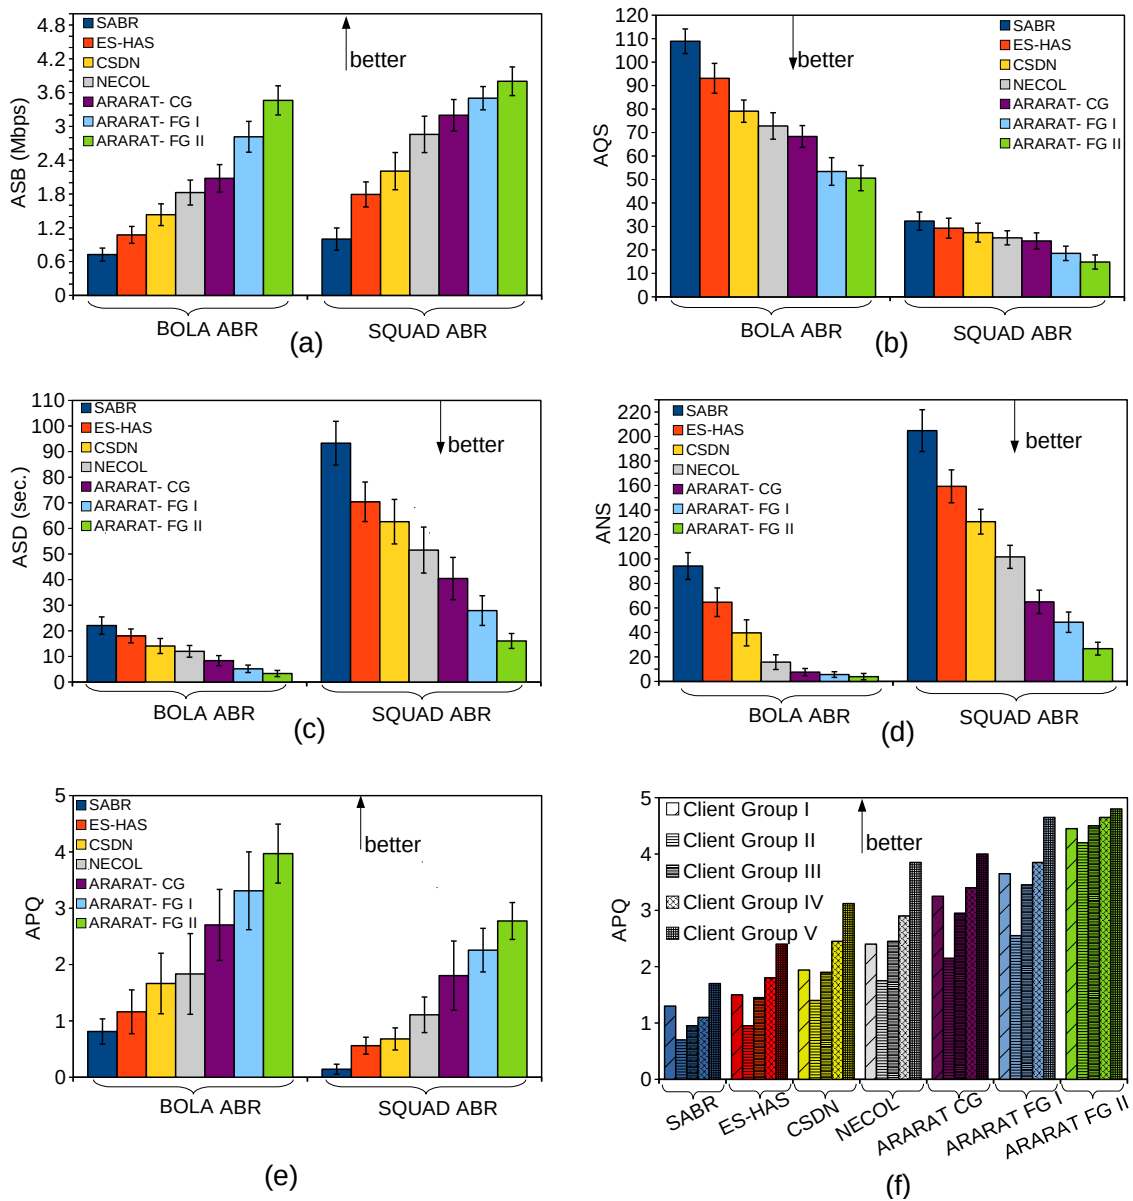 ASB (Mbps)
4.8
4.2
3.6
3
2.4
1.8
1.2
0.6
0
SABR
ES-HAS
CSDN
NECOL
ARARAT- CG
ARARAT- FG I
ARARAT- FG II
better
BOLA ABR
SQUAD ABR
(a)
AQS
120
110
100
90
80
70
60
50
40
30
20
10
0
better
SABR
ES-HAS
CSDN
NECOL
ARARAT- CG
ARARAT- FG I
ARARAT- FG II
BOLA ABR
SQUAD ABR
(b)
ASD (sec.)
110
100
90
80
70
60
50
40
30
20
10
0
SABR
ES-HAS
CSDN
NECOL
ARARAT- CG
ARARAT- FG I
ARARAT- FG II
better
BOLA ABR
SQUAD ABR
(c)
ANS
220
200
180
160
140
120
100
80
60
40
20
0
SABR
ES-HAS
CSDN
NECOL
ARARAT- CG
ARARAT- FG I
ARARAT- FG II
better
BOLA ABR
SQUAD ABR
(d)
APQ
5
4
3
2
1
0
SABR
ES-HAS
CSDN
NECOL
ARARAT- CG
ARARAT- FG I
ARARAT- FG II
better
BOLA ABR
SQUAD ABR
(e)
APQ
5
4
3
2
1
0
Client Group I
Client Group II
Client Group III
Client Group IV
Client Group V
better
SABR
ES-HAS
CSDN
NECOL
ARARAT CG
ARARAT FG I
ARARAT FG II
(f)